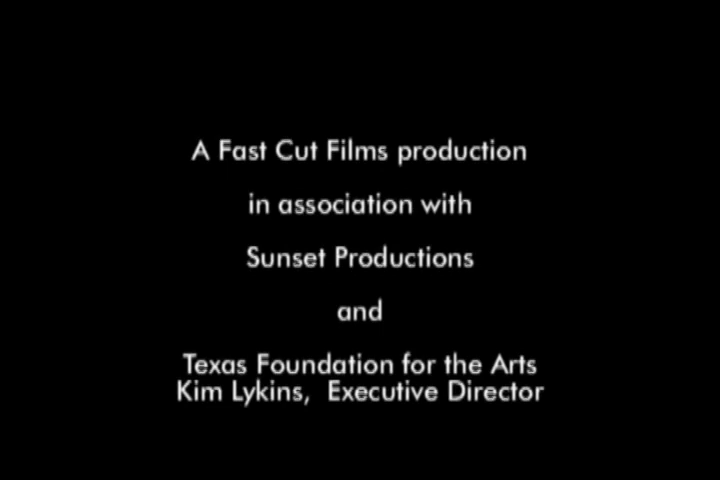 A Fast Cut Films production
in association with
Sunset Productions
and
Texas Foundation for the Arts
Kim Lykins,  Executive Director